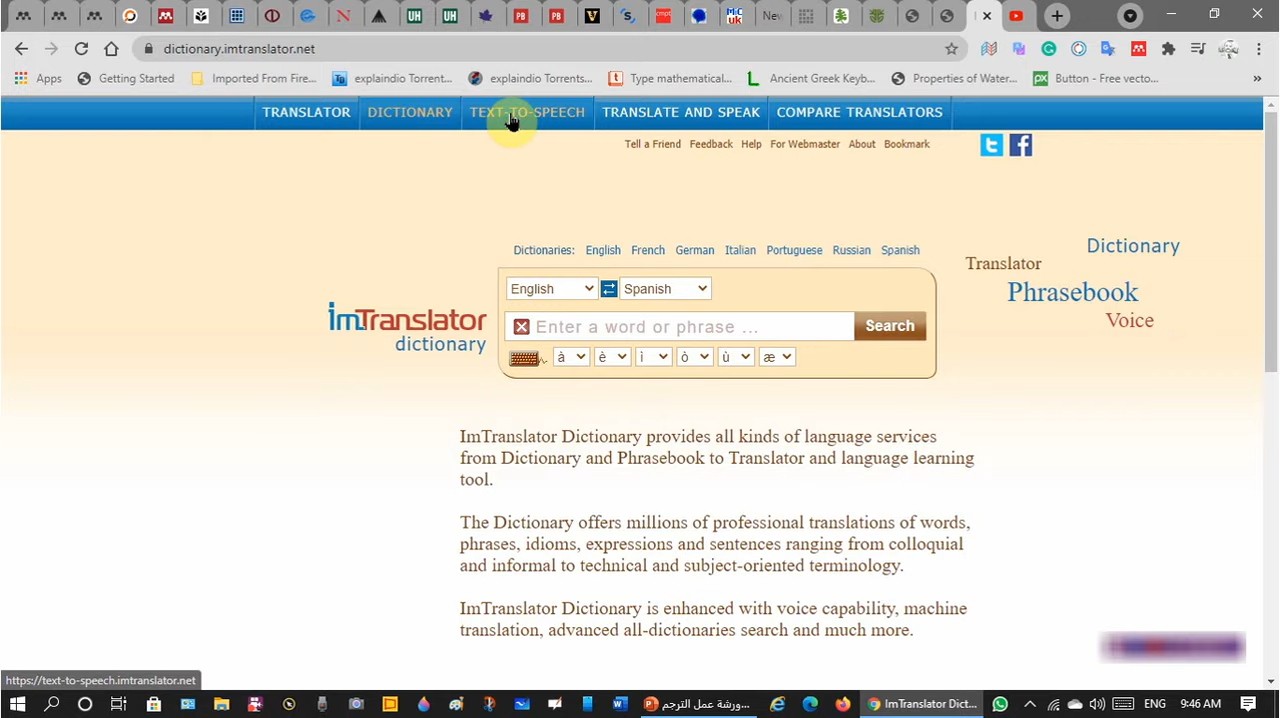 UH
UH
PB
PB
V
cmpt
M:C
uk
Nev
dictionary.imtranslator.net
Apps
Getting Started
Imported From Fire...
explaindio Torrent...
explaindio Torrents...
Type mathematical...
Ancient Greek Keyb...
Properties of Water...
px
Button - Free vecto...
»
TRANSLATOR
DICTIONARY
TEXT-TO-SPEECH
TRANSLATE AND SPEAK
COMPARE TRANSLATORS
Tell a Friend Feedback Help For Webmaster About Bookmark
Dictionaries: English French German Italian Portuguese Russian Spanish
Dictionary
Translator
Phrasebook
Voice
English
Spanish
imTranslator
dictionary
Enter a word or phrase ...
Search
à è ì ò ù æ
ImTranslator Dictionary provides all kinds of language services
from Dictionary and Phrasebook to Translator and language learning
tool.
The Dictionary offers millions of professional translations of words,
phrases, idioms, expressions and sentences ranging from colloquial
and informal to technical and subject-oriented terminology.
ImTranslator Dictionary is enhanced with voice capability, machine
translation, advanced all-dictionaries search and much more.
https://text-to-speech.imtranslator.net
ورشة عمل الترجم...
ImTranslator Dict...
ENG
9:46 AM